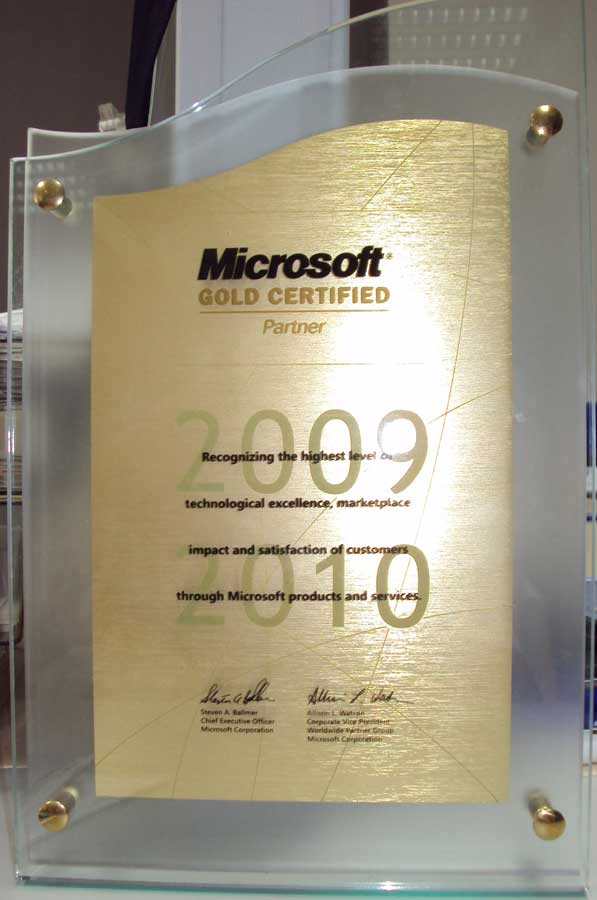 Microsoft®
GOLD CERTIFIED
Partner
2009
Recognizing the highest level of
technological excellence, marketplace
impact and satisfaction of customers
2010
through Microsoft products and services.
Steven A. Ballmer
Chief Executive Officer
Microsoft Corporation
Allison L. Watson
Corporate Vice President
Worldwide Partner Group
Microsoft Corporation